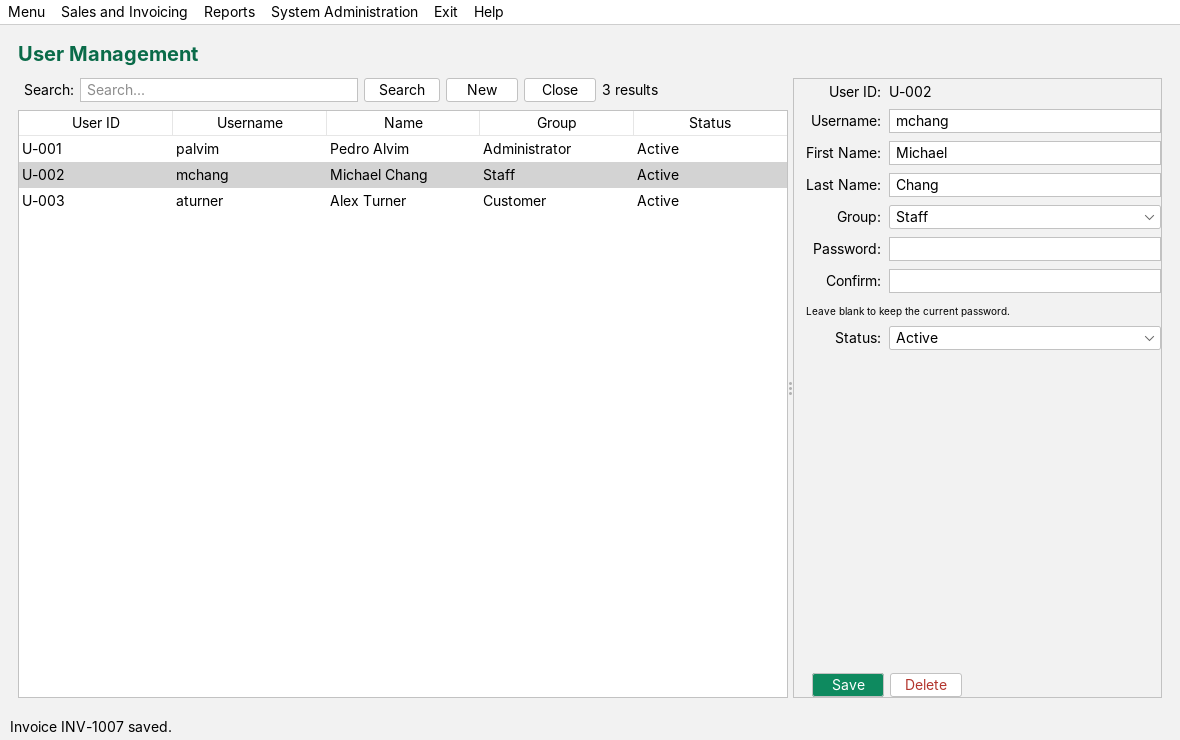 Menu Sales and Invoicing Reports System Administration Exit Help
User Management
Search: Search... Search New Close 3 results
User ID Username Name Group Status
U-001 palvim Pedro Alvim Administrator Active
U-002 mchang Michael Chang Staff Active
U-003 aturner Alex Turner Customer Active
User ID: U-002
Username: mchang
First Name: Michael
Last Name: Chang
Group: Staff
Password:
Confirm:
Leave blank to keep the current password.
Status: Active
Save Delete
Invoice INV-1007 saved.